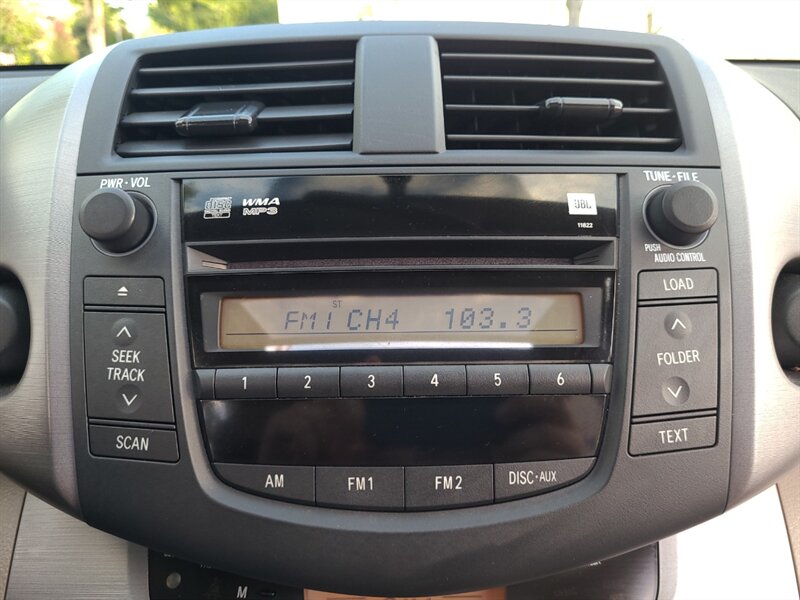 PWR·VOL
TUNE·FILE
disc
WMA
MP3
JBL
11822
PUSH
AUDIO CONTROL
LOAD
ST
FM1 CH4 103.3
SEEK
TRACK
FOLDER
1 2 3 4 5 6
SCAN
TEXT
AM FM1 FM2 DISC·AUX
M